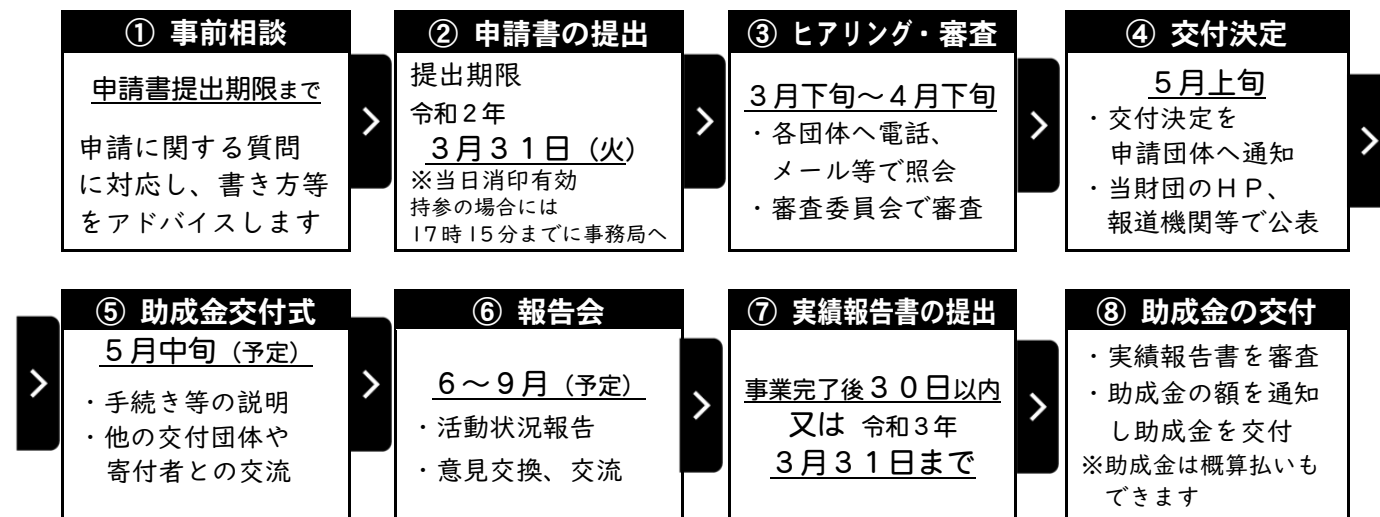 ① 事前相談
申請書提出期限まで
申請に関する質問
に対応し、書き方等
をアドバイスします
② 申請書の提出
提出期限
令和2年
3月31日(火)
※当日消印有効
持参の場合には
17時15分までに事務局へ
③ ヒアリング・審査
3月下旬~4月下旬
・各団体へ電話、
メール等で照会
・審査委員会で審査
④ 交付決定
5月上旬
・交付決定を
申請団体へ通知
・当財団のHP、
報道機関等で公表
⑤ 助成金交付式
5月中旬(予定)
・手続き等の説明
・他の交付団体や
寄付者との交流
⑥ 報告会
6~9月(予定)
・活動状況報告
・意見交換、交流
⑦ 実績報告書の提出
事業完了後30日以内
又は 令和3年
3月31日まで
⑧ 助成金の交付
・実績報告書を審査
・助成金の額を通知
し助成金を交付
※助成金は概算払いも
できます